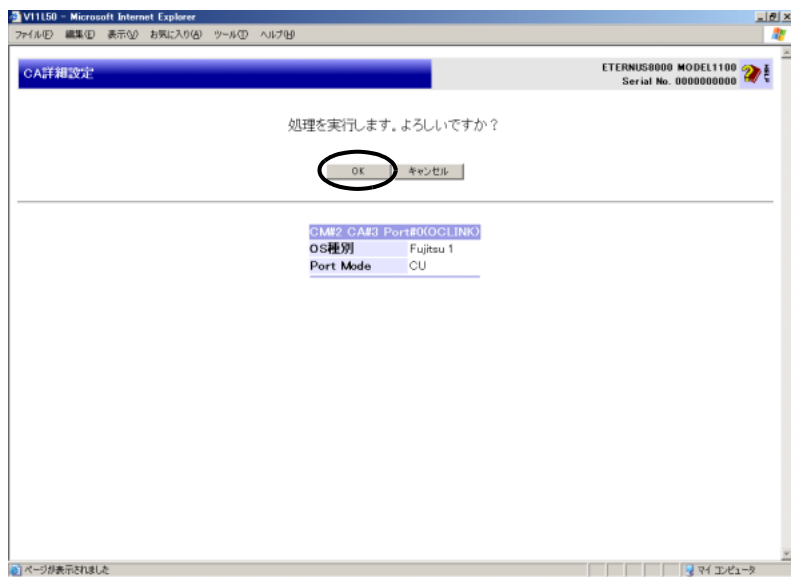 V11L50 - Microsoft Internet Explorer
ファイル(F) 編集(E) 表示(V) お気に入り(A) ツール(T) ヘルプ(H)
CA詳細設定
ETERNUS8000 MODEL1100
Serial No. 0000000000
HELP
処理を実行します。よろしいですか？
OK キャンセル
CM#2 CA#3 Port#0(OCLINK)
OS種別 Fujitsu 1
Port Mode CU
ページが表示されました
マイ コンピュータ